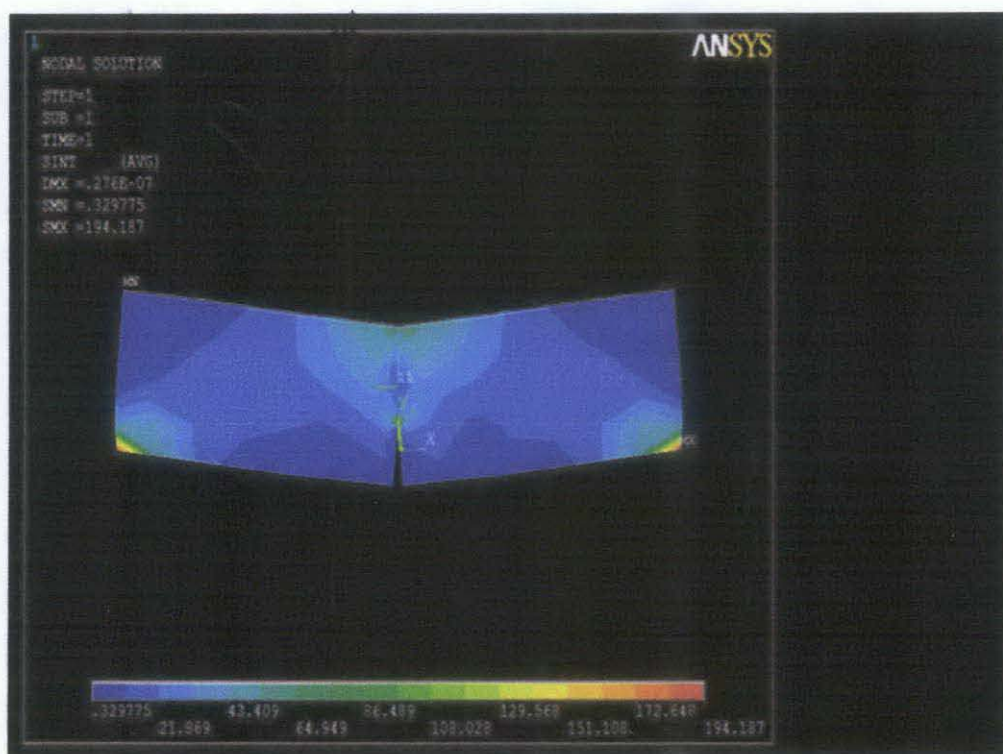 1
ANSYS
NODAL SOLUTION
STEP=1
SUB =1
TIME=1
SINT (AVG)
DMX =.276E-07
SMN =.329775
SMX =194.187
MN
X
MX
.329775 43.409 86.489 129.568 172.648
21.869 64.949 108.028 151.108 194.187